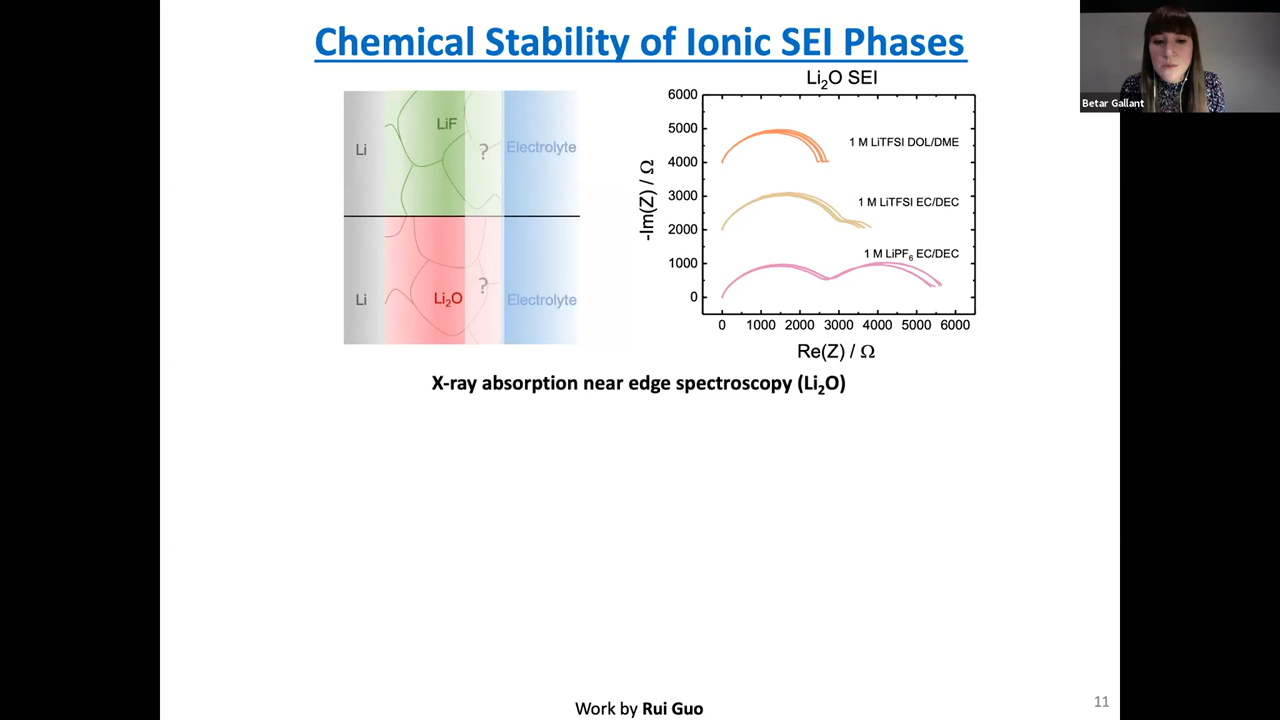 Chemical Stability of Ionic SEI Phases
Betar Gallant
Li
LiF
?
Electrolyte
Li
Li₂O
?
Electrolyte
Li₂O SEI
-Im(Z) / Ω
6000
5000
4000
3000
2000
1000
0
1 M LiTFSI DOL/DME
1 M LiTFSI EC/DEC
1 M LiPF₆ EC/DEC
0 1000 2000 3000 4000 5000 6000
Re(Z) / Ω
X-ray absorption near edge spectroscopy (Li₂O)
Work by Rui Guo
11